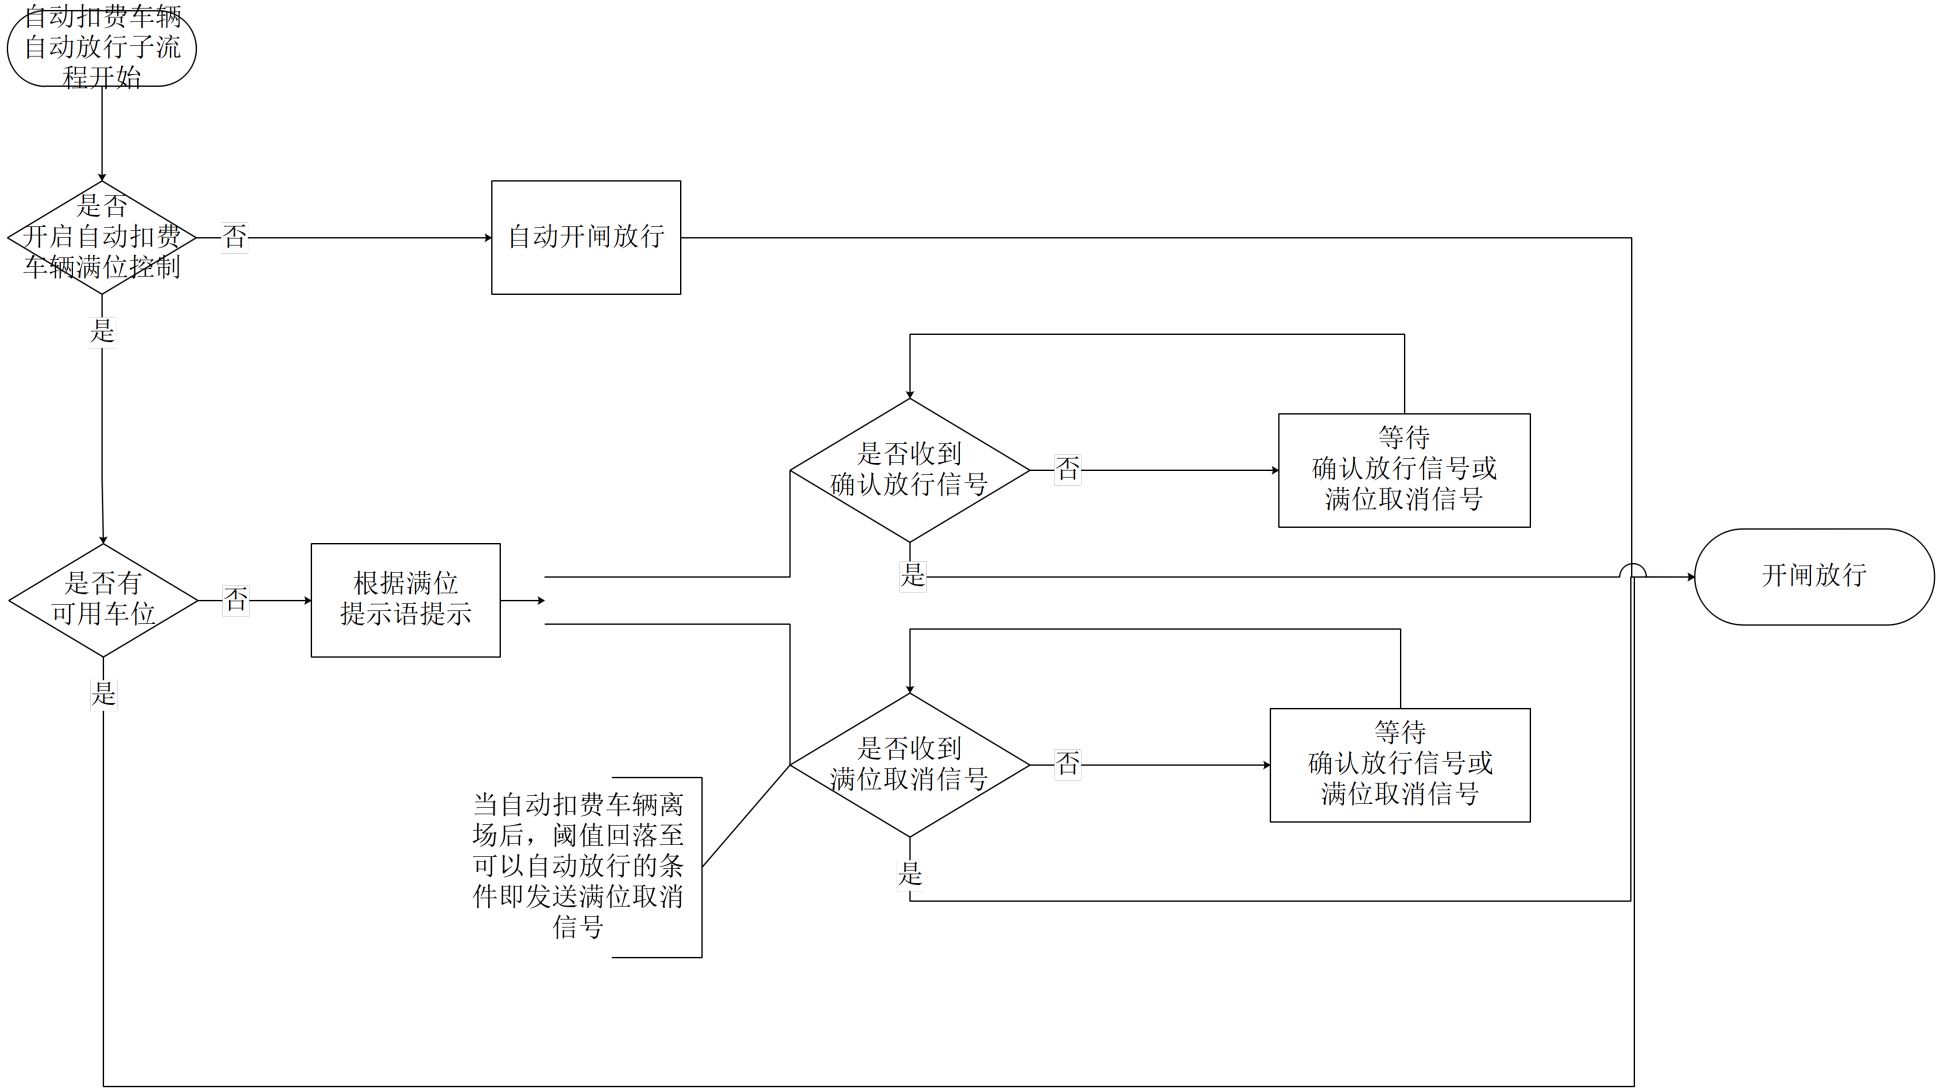 自动扣费车辆
自动放行子流
程开始
是否
开启自动扣费
车辆满位控制
否
自动开闸放行
是
是否收到
确认放行信号
否
等待
确认放行信号或
满位取消信号
是
开闸放行
是否有
可用车位
否
根据满位
提示语提示
是
是否收到
满位取消信号
否
等待
确认放行信号或
满位取消信号
当自动扣费车辆离
场后，阈值回落至
可以自动放行的条
件即发送满位取消
信号
是